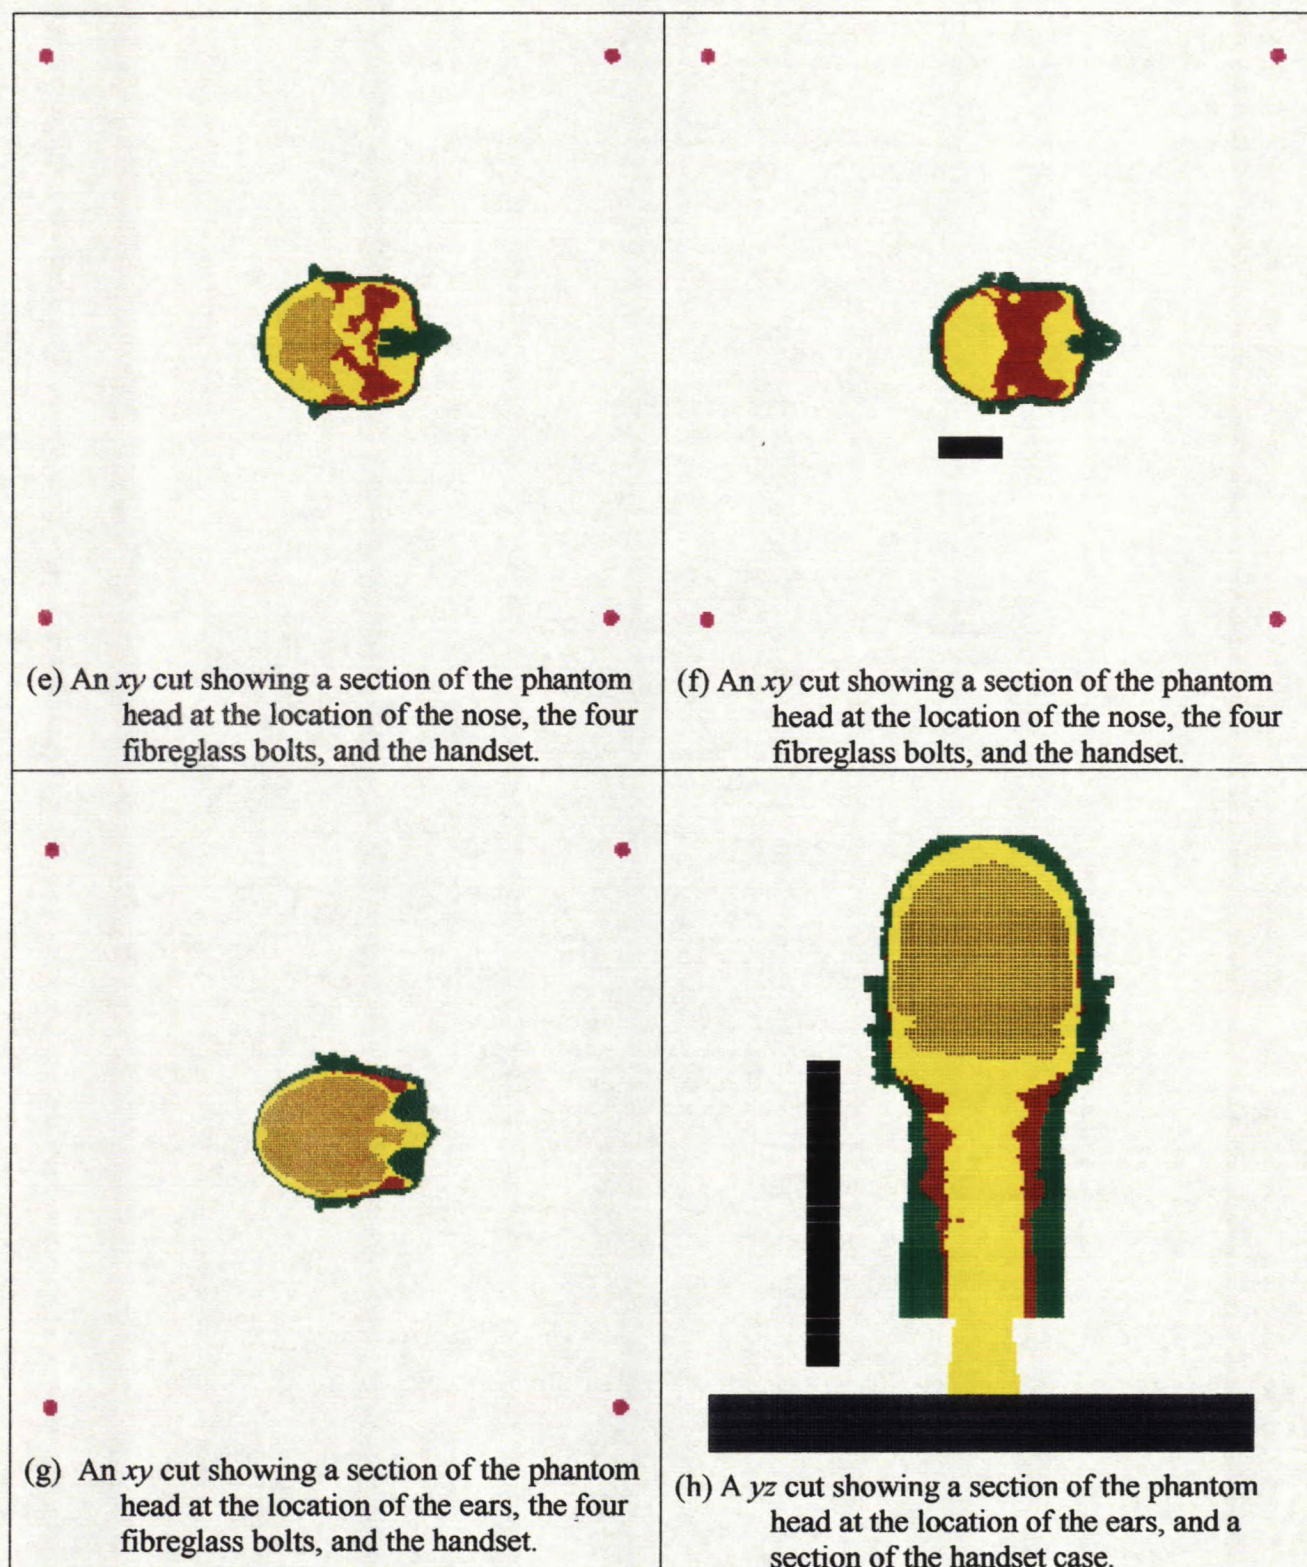 (e) An xy cut showing a section of the phantom
head at the location of the nose, the four
fibreglass bolts, and the handset.
(f) An xy cut showing a section of the phantom
head at the location of the nose, the four
fibreglass bolts, and the handset.
(g) An xy cut showing a section of the phantom
head at the location of the ears, the four
fibreglass bolts, and the handset.
(h) A yz cut showing a section of the phantom
head at the location of the ears, and a
section of the handset case.